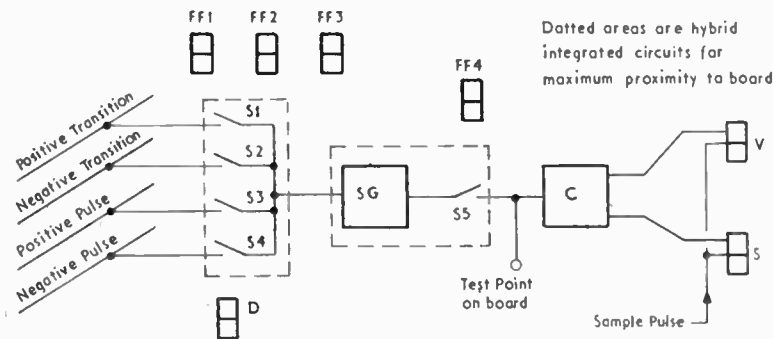 FF1 FF2 FF3
Dotted areas are hybrid
integrated circuits for
maximum proximity to board
FF4
Positive Transition
Negative Transition
Positive Pulse
Negative Pulse
S1
S2
S3
S4
SG
S5
C
V
S
Test Point
on board
D
Sample Pulse